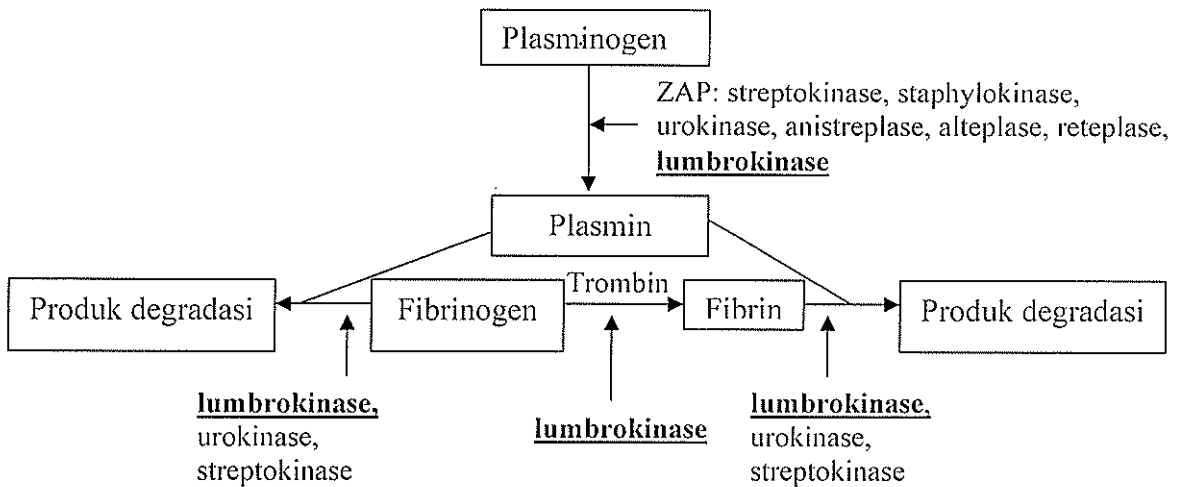 Plasminogen
ZAP: streptokinase, staphylokinase,
urokinase, anistreplase, alteplase, reteplase,
lumbrokinase
Plasmin
Trombin
Produk degradasi
Fibrinogen
Fibrin
Produk degradasi
lumbrokinase,
urokinase,
streptokinase
lumbrokinase
lumbrokinase,
urokinase,
streptokinase